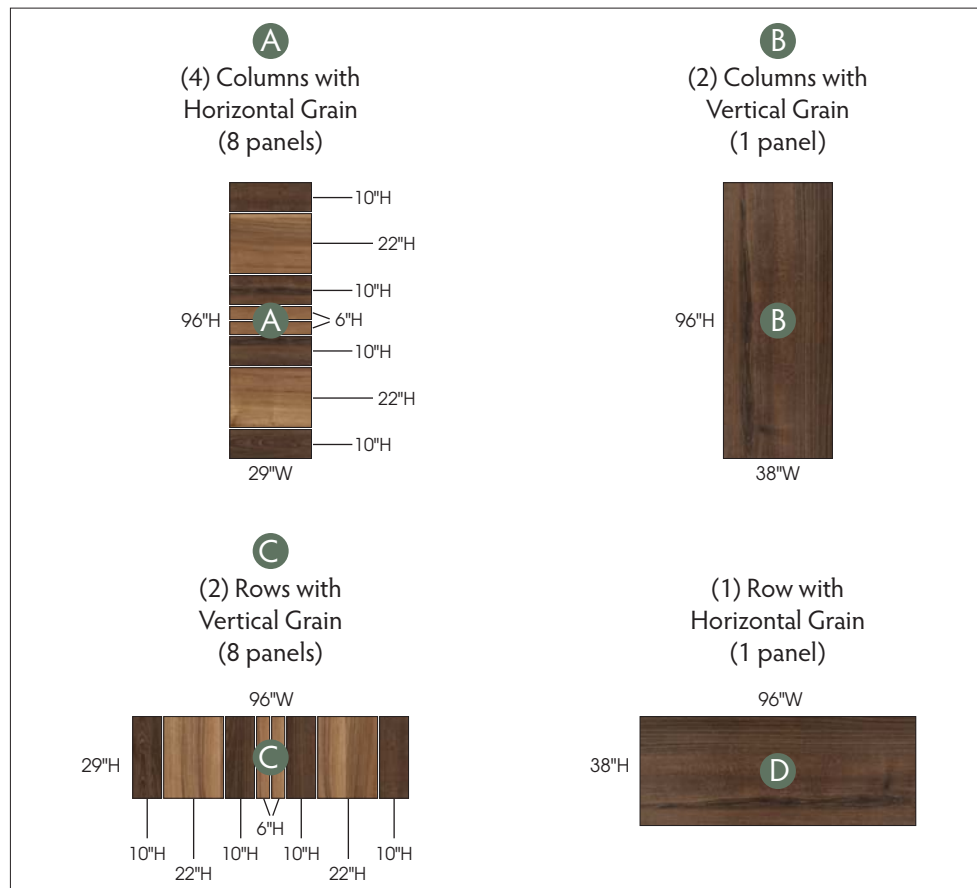 A
(4) Columns with
Horizontal Grain
(8 panels)
10"H
22"H
10"H
96"H
A
6"H
10"H
22"H
10"H
29"W
B
(2) Columns with
Vertical Grain
(1 panel)
96"H
B
38"W
C
(2) Rows with
Vertical Grain
(8 panels)
96"W
29"H
C
6"H
10"H
10"H
10"H
10"H
22"H
22"H
(1) Row with
Horizontal Grain
(1 panel)
96"W
38"H
D